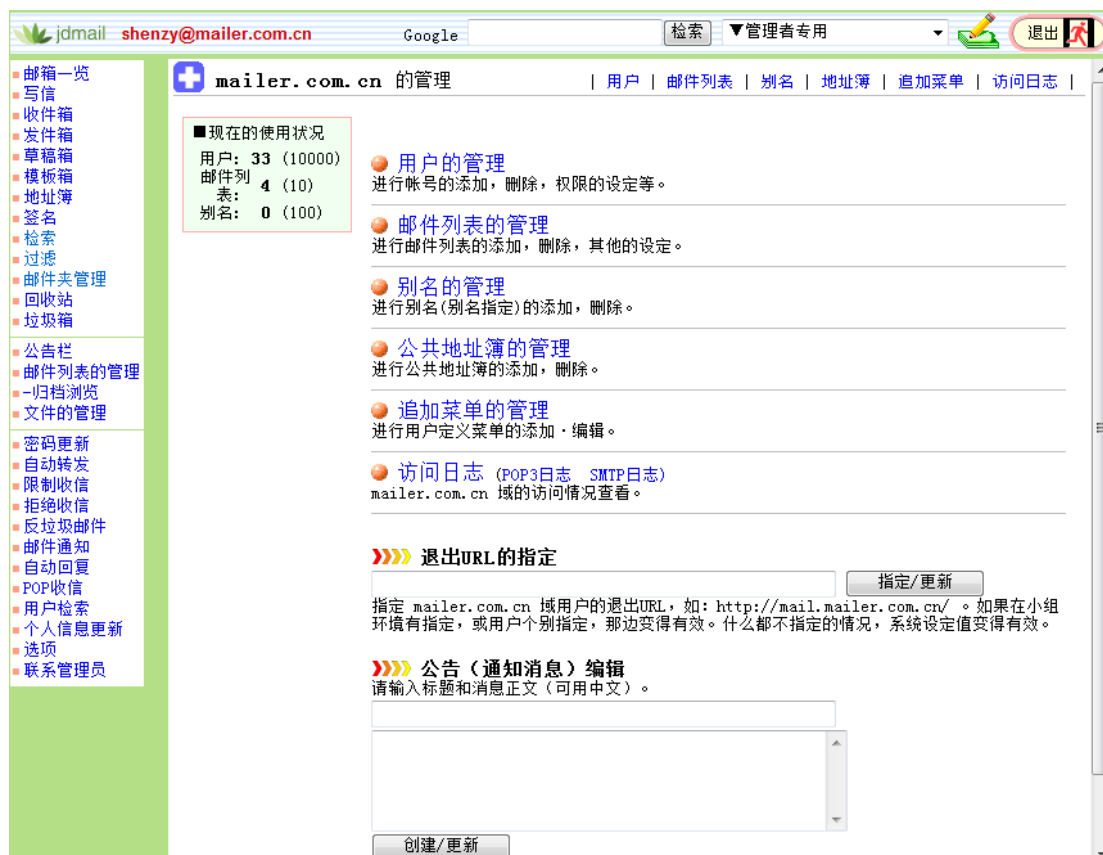 jdmail shenzy@mailer.com.cn Google 检索 ▼管理者专用 退出
邮箱一览
写信
收件箱
发件箱
草稿箱
模板箱
地址簿
签名
检索
过滤
邮件夹管理
回收站
垃圾箱
公告栏
邮件列表的管理
-归档浏览
文件的管理
密码更新
自动转发
限制收信
拒绝收信
反垃圾邮件
邮件通知
自动回复
POP收信
用户检索
个人信息更新
选项
联系管理员
mailer.com.cn 的管理 | 用户 | 邮件列表 | 别名 | 地址簿 | 追加菜单 | 访问日志 |
■现在的使用状况
用户: 33 (10000)
邮件列表: 4 (10)
别名: 0 (100)
用户的管理
进行帐号的添加，删除，权限的设定等。
邮件列表的管理
进行邮件列表的添加，删除，其他的设定。
别名的管理
进行别名(别名指定)的添加，删除。
公共地址簿的管理
进行公共地址簿的添加，删除。
追加菜单的管理
进行用户定义菜单的添加·编辑。
访问日志 (POP3日志 SMTP日志)
mailer.com.cn 域的访问情况查看。
退出URL的指定
指定/更新
指定 mailer.com.cn 域用户的退出URL，如: http://mail.mailer.com.cn/ 。如果在小组
环境有指定，或用户个别指定，那边变得有效。什么都不指定的情况，系统设定值变得有效。
公告（通知消息）编辑
请输入标题和消息正文（可用中文）。
创建/更新